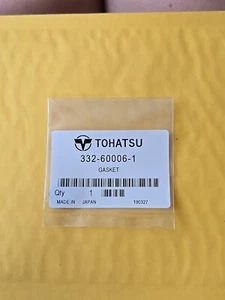 TOHATSU
332-60006-1
GASKET
Qty 1
MADE IN JAPAN 190327